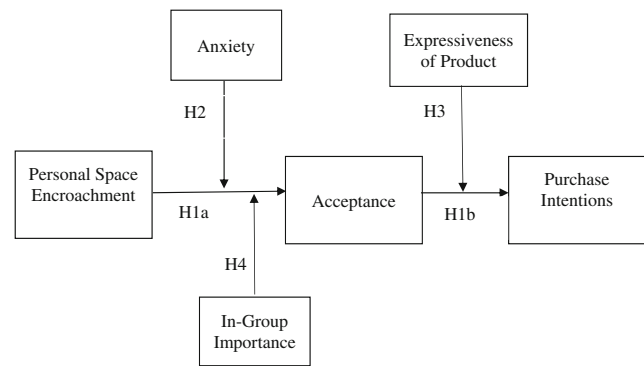 Anxiety
Expressiveness
of Product
H2
H3
Personal Space
Encroachment
Acceptance
Purchase
Intentions
H1a
H1b
H4
In-Group
Importance